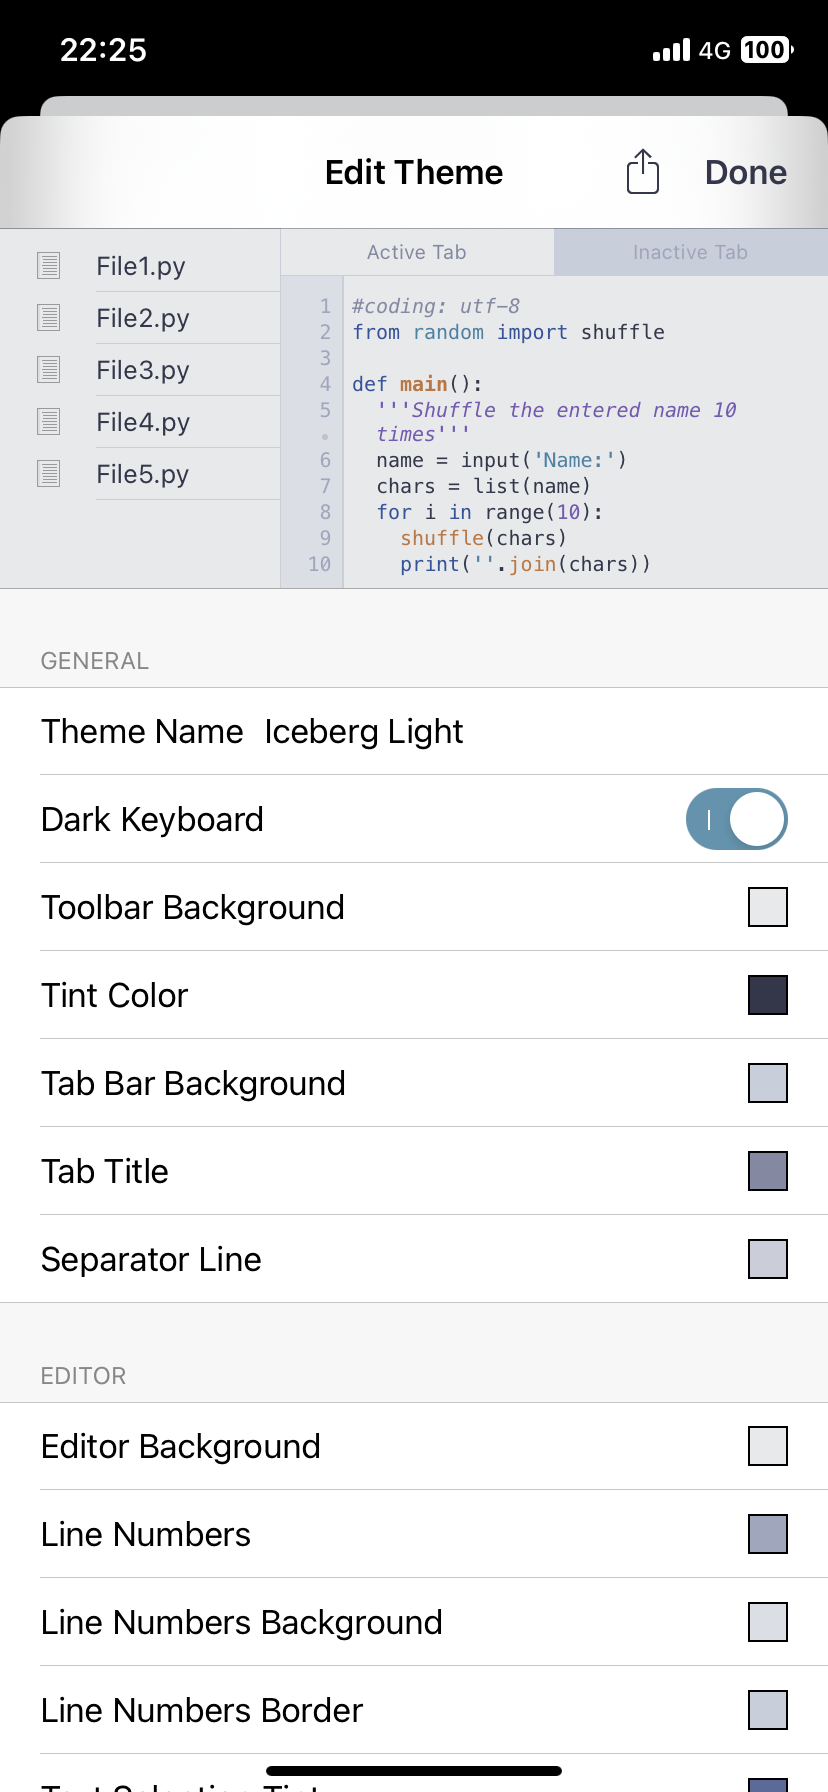 22:25
4G 100
Edit Theme
Done
File1.py
File2.py
File3.py
File4.py
File5.py
Active Tab
Inactive Tab
1 #coding: utf-8
2 from random import shuffle
3
4 def main():
5 '''Shuffle the entered name 10
times'''
6 name = input('Name:')
7 chars = list(name)
8 for i in range(10):
9 shuffle(chars)
10 print(''.join(chars))
GENERAL
Theme Name Iceberg Light
Dark Keyboard
Toolbar Background
Tint Color
Tab Bar Background
Tab Title
Separator Line
EDITOR
Editor Background
Line Numbers
Line Numbers Background
Line Numbers Border
Text Selection Tint